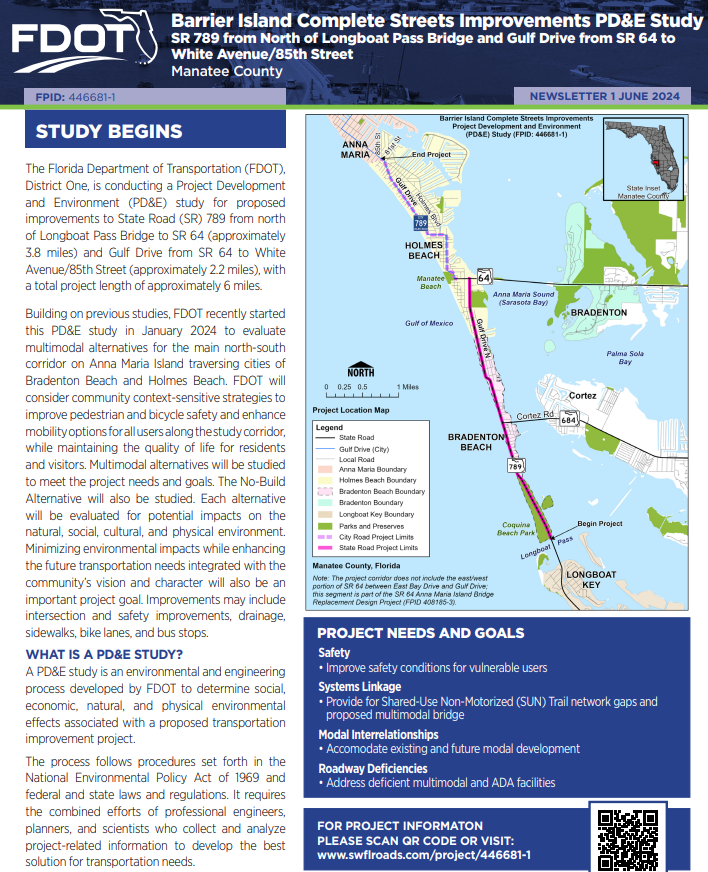 FDOT
Barrier Island Complete Streets Improvements PD&E Study
SR 789 from North of Longboat Pass Bridge and Gulf Drive from SR 64 to
White Avenue/85th Street
Manatee County
FPID: 446681-1
NEWSLETTER 1 JUNE 2024
STUDY BEGINS
The Florida Department of Transportation (FDOT),
District One, is conducting a Project Development
and Environment (PD&E) study for proposed
improvements to State Road (SR) 789 from north
of Longboat Pass Bridge to SR 64 (approximately
3.8 miles) and Gulf Drive from SR 64 to White
Avenue/85th Street (approximately 2.2 miles), with
a total project length of approximately 6 miles.
Building on previous studies, FDOT recently started
this PD&E study in January 2024 to evaluate
multimodal alternatives for the main north-south
corridor on Anna Maria Island traversing cities of
Bradenton Beach and Holmes Beach. FDOT will
consider community context-sensitive strategies to
improve pedestrian and bicycle safety and enhance
mobility options for all users along the study corridor,
while maintaining the quality of life for residents
and visitors. Multimodal alternatives will be studied
to meet the project needs and goals. The No-Build
Alternative will also be studied. Each alternative
will be evaluated for potential impacts on the
natural, social, cultural, and physical environment.
Minimizing environmental impacts while enhancing
the future transportation needs integrated with the
community's vision and character will also be an
important project goal. Improvements may include
intersection and safety improvements, drainage,
sidewalks, bike lanes, and bus stops.
WHAT IS A PD&E STUDY?
A PD&E study is an environmental and engineering
process developed by FDOT to determine social,
economic, natural, and physical environmental
effects associated with a proposed transportation
improvement project.
The process follows procedures set forth in the
National Environmental Policy Act of 1969 and
federal and state laws and regulations. It requires
the combined efforts of professional engineers,
planners, and scientists who collect and analyze
project-related information to develop the best
solution for transportation needs.
Barrier Island Complete Streets Improvements
Project Development and Environment
(PD&E) Study (FPID: 446681-1)
State Inset
Manatee County
ANNA
MARIA
85th St
81st St
End Project
Gulf Drive
Holmes Blvd
789
HOLMES
BEACH
Manatee
Beach
64
Anna Maria Sound
(Sarasota Bay)
BRADENTON
Gulf of Mexico
Gulf Drive N
Palma Sola
Bay
NORTH
0 0.25 0.5 1 Miles
Cortez
Cortez Rd
684
Project Location Map
BRADENTON
BEACH
789
Legend
State Road
Gulf Drive (City)
Local Road
Anna Maria Boundary
Holmes Beach Boundary
Bradenton Beach Boundary
Bradenton Boundary
Longboat Key Boundary
Parks and Preserves
City Road Project Limits
State Road Project Limits
Coquina
Beach Park
Begin Project
Longboat Pass
LONGBOAT
KEY
Manatee County, Florida
Note: The project corridor does not include the east/west
portion of SR 64 between East Bay Drive and Gulf Drive;
this segment is part of the SR 64 Anna Maria Island Bridge
Replacement Design Project (FPID 408185-3).
PROJECT NEEDS AND GOALS
Safety
• Improve safety conditions for vulnerable users
Systems Linkage
• Provide for Shared-Use Non-Motorized (SUN) Trail network gaps and
proposed multimodal bridge
Modal Interrelationships
• Accomodate existing and future modal development
Roadway Deficiencies
• Address deficient multimodal and ADA facilities
FOR PROJECT INFORMATON
PLEASE SCAN QR CODE OR VISIT:
www.swflroads.com/project/446681-1